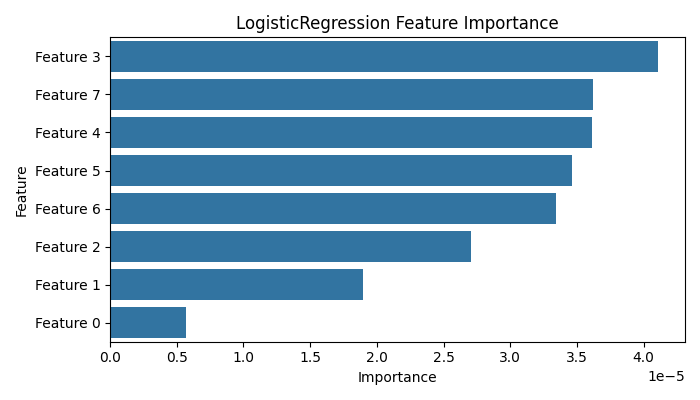 LogisticRegression Feature Importance
Feature 3
Feature 7
Feature 4
Feature 5
Feature 6
Feature 2
Feature 1
Feature 0
Feature
0.0 0.5 1.0 1.5 2.0 2.5 3.0 3.5 4.0
1e−5
Importance